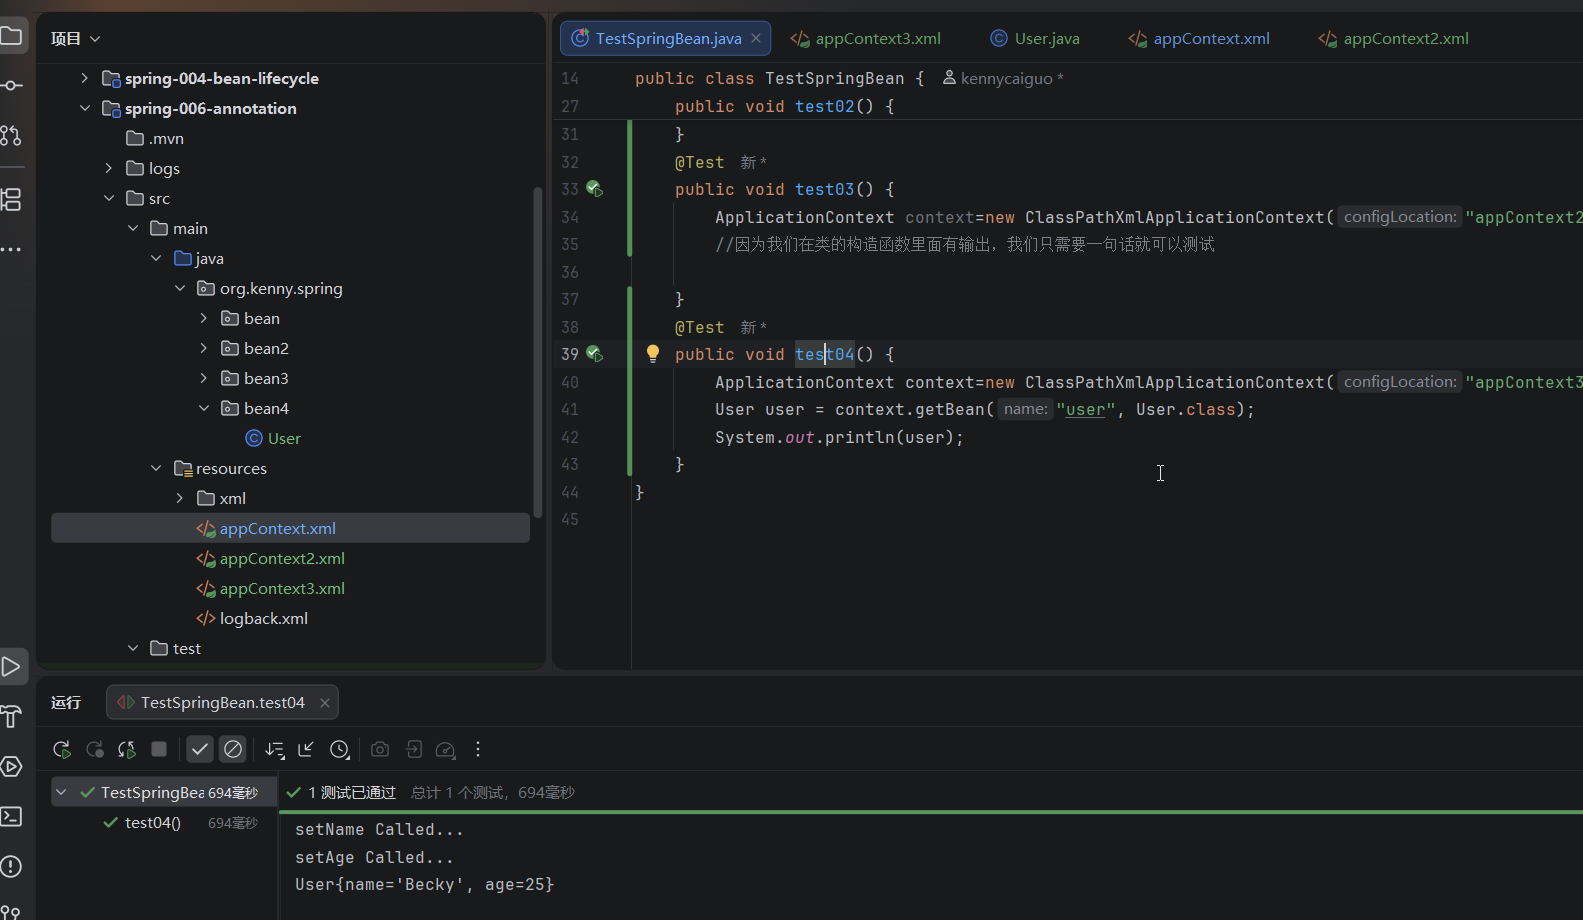 项目
spring-004-bean-lifecycle
spring-006-annotation
.mvn
logs
src
main
java
org.kenny.spring
bean
bean2
bean3
bean4
User
resources
xml
appContext.xml
appContext2.xml
appContext3.xml
logback.xml
test
TestSpringBean.java
appContext3.xml
User.java
appContext.xml
appContext2.xml
14 public class TestSpringBean { kennycaiguo *
27 public void test02() {
31 }
32 @Test 新 *
33 public void test03() {
34 ApplicationContext context=new ClassPathXmlApplicationContext( configLocation: "appContext2
35 //因为我们在类的构造函数里面有输出，我们只需要一句话就可以测试
36
37 }
38 @Test 新 *
39 public void test04() {
40 ApplicationContext context=new ClassPathXmlApplicationContext( configLocation: "appContext3
41 User user = context.getBean( name: "user", User.class);
42 System.out.println(user);
43 }
44 }
45
运行 TestSpringBean.test04
TestSpringBea 694毫秒
test04() 694毫秒
1 测试已通过 总计 1 个测试, 694毫秒
setName Called...
setAge Called...
User{name='Becky', age=25}